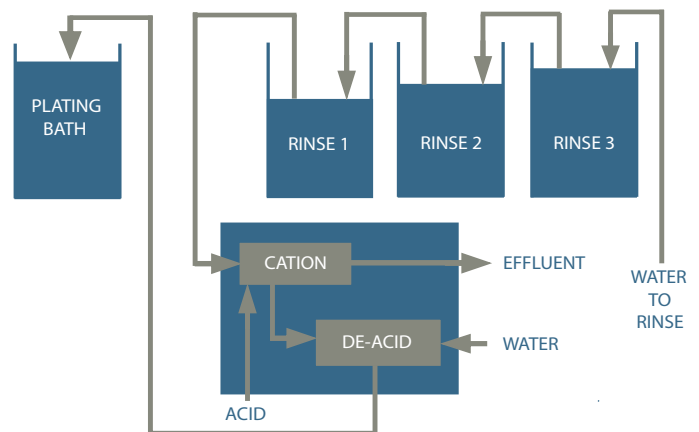 PLATING
BATH
RINSE 1
RINSE 2
RINSE 3
CATION
EFFLUENT
WATER
TO
RINSE
DE-ACID
WATER
ACID